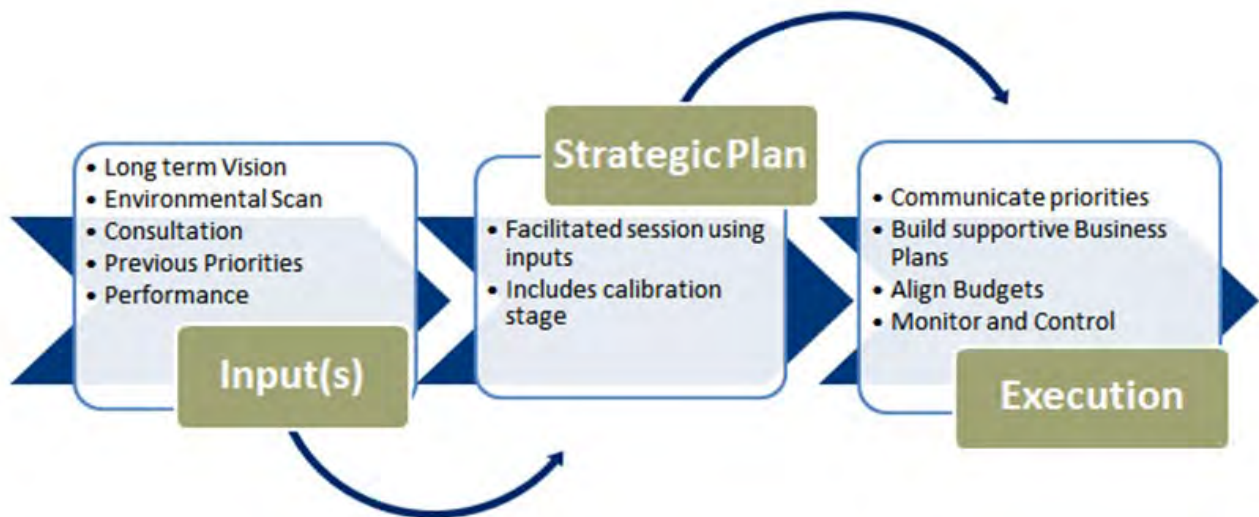 • Long term Vision
• Environmental Scan
• Consultation
• Previous Priorities
• Performance
Input(s)
Strategic Plan
• Facilitated session using
inputs
• Includes calibration
stage
• Communicate priorities
• Build supportive Business
Plans
• Align Budgets
• Monitor and Control
Execution